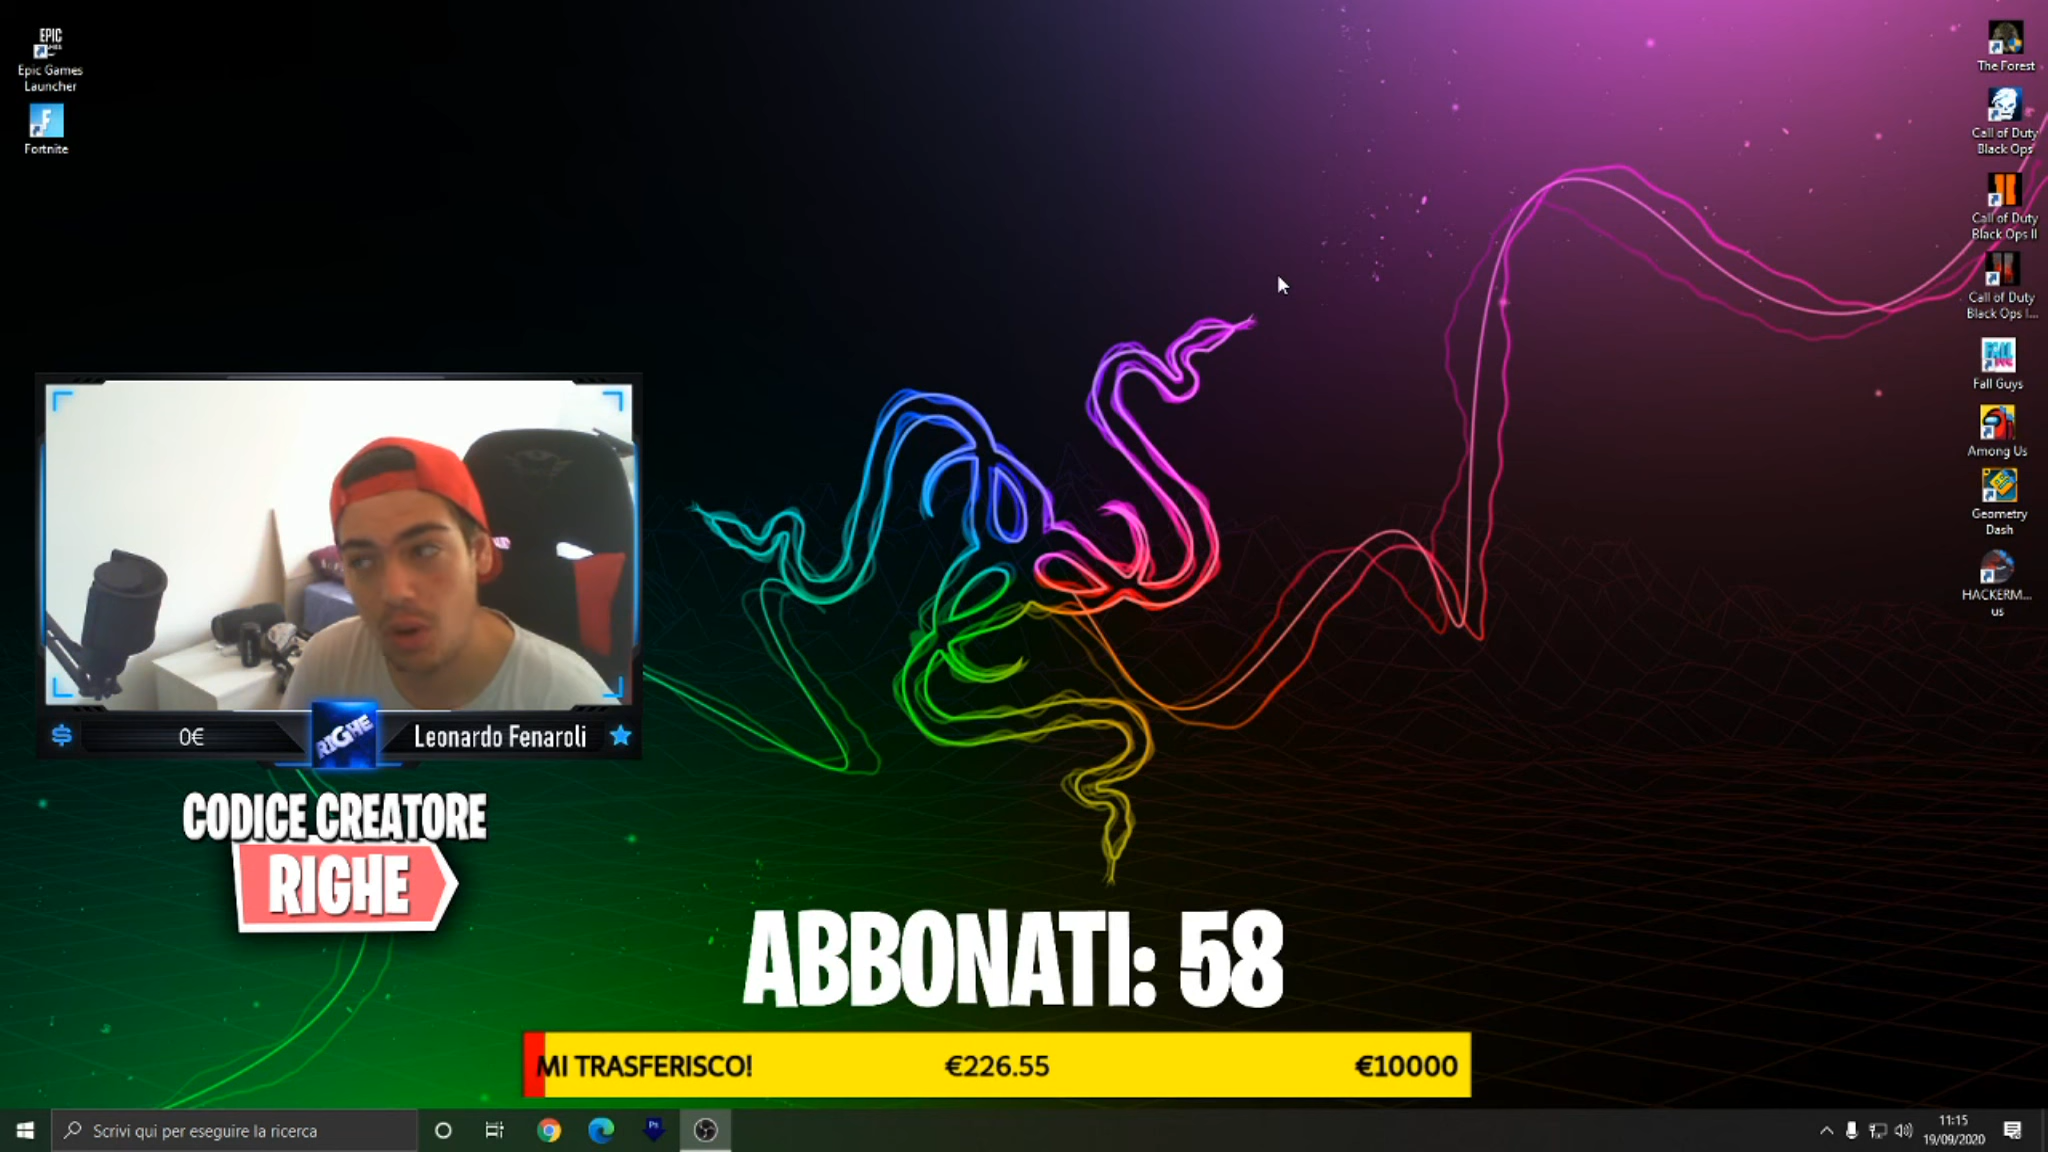 EPIC
Epic Games
Launcher
Fortnite
The Forest
Call of Duty
Black Ops
Call of Duty
Black Ops II
Call of Duty
Black Ops I...
Fall Guys
Among Us
Geometry
Dash
HACKERM...
us
0€
RIGHE
Leonardo Fenaroli
CODICE CREATORE
RIGHE
ABBONATI: 58
MI TRASFERISCO!
€226.55
€10000
Scrivi qui per eseguire la ricerca
Ps
11:15
19/09/2020